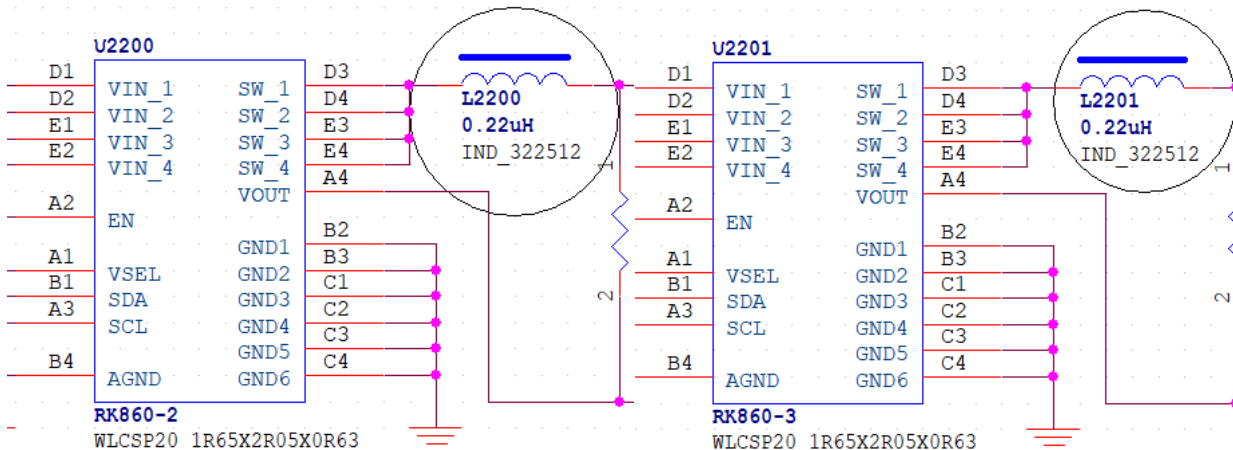 U2200
D1 VIN_1 SW_1 D3
D2 VIN_2 SW_2 D4
E1 VIN_3 SW_3 E3
E2 VIN_4 SW_4 E4
VOUT A4
A2 EN
GND1 B2
A1 VSEL GND2 B3
B1 SDA GND3 C1
A3 SCL GND4 C2
GND5 C3
B4 AGND GND6 C4
RK860-2
WLCSP20 1R65X2R05X0R63
L2200
0.22uH
IND_322512
1
2
U2201
D1 VIN_1 SW_1 D3
D2 VIN_2 SW_2 D4
E1 VIN_3 SW_3 E3
E2 VIN_4 SW_4 E4
VOUT A4
A2 EN
GND1 B2
A1 VSEL GND2 B3
B1 SDA GND3 C1
A3 SCL GND4 C2
GND5 C3
B4 AGND GND6 C4
RK860-3
WLCSP20 1R65X2R05X0R63
L2201
0.22uH
IND_322512
1
2